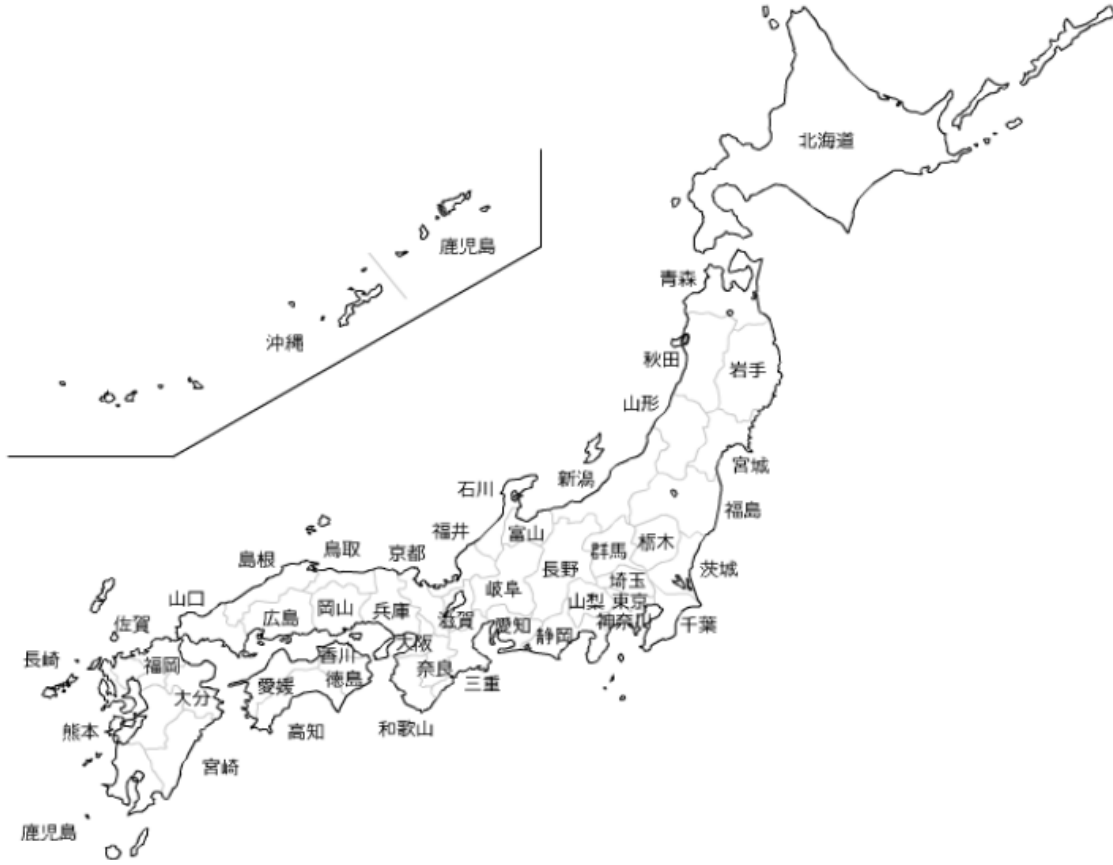 北海道
鹿児島
青森
沖縄
秋田
岩手
山形
宮城
新潟
石川
福島
福井
富山
栃木
群馬
鳥取
京都
島根
長野
茨城
埼玉
岐阜
山口
山梨
東京
岡山
兵庫
広島
滋賀
神奈川
愛知
千葉
佐賀
静岡
大阪
香川
長崎
福岡
奈良
徳島
愛媛
三重
大分
和歌山
高知
熊本
宮崎
鹿児島